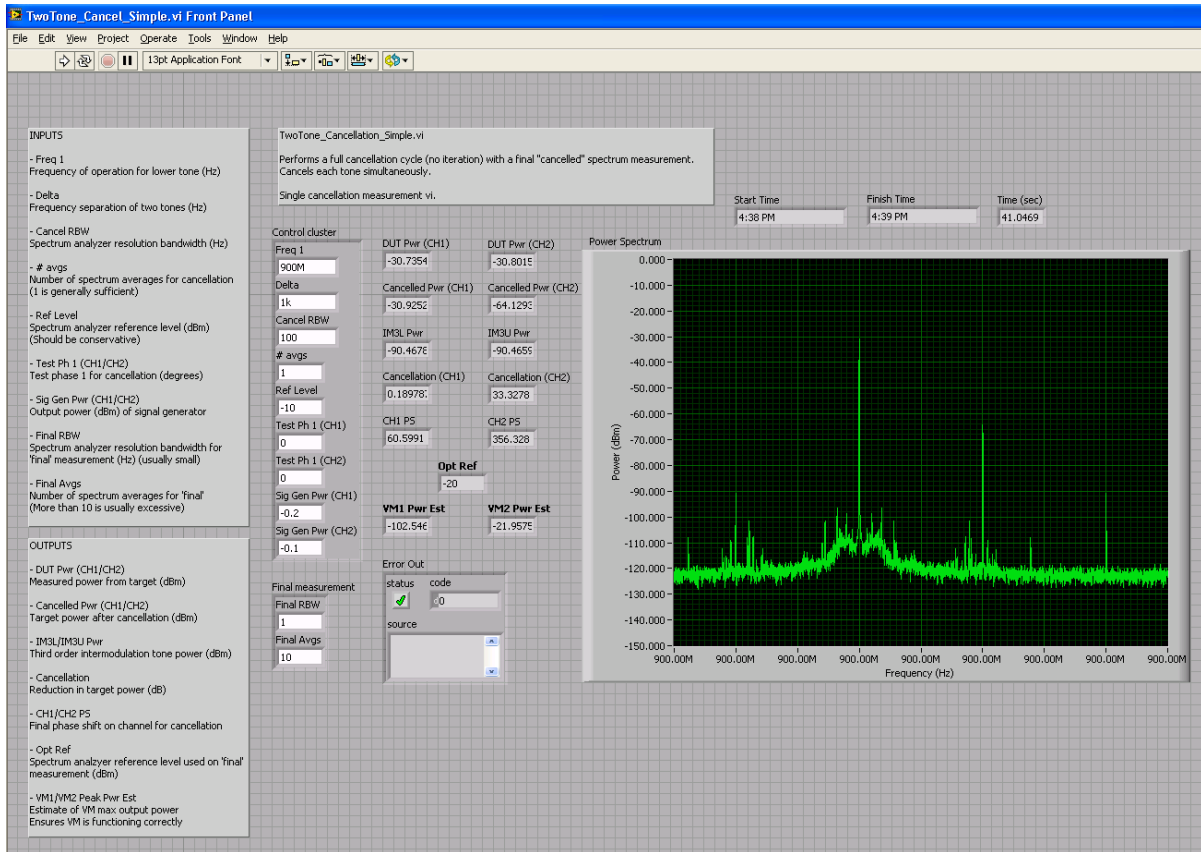 TwoTone_Cancel_Simple.vi Front Panel
File Edit View Project Operate Tools Window Help
13pt Application Font
INPUTS
- Freq 1
Frequency of operation for lower tone (Hz)
- Delta
Frequency separation of two tones (Hz)
- Cancel RBW
Spectrum analyzer resolution bandwidth (Hz)
- # avgs
Number of spectrum averages for cancellation
(1 is generally sufficient)
- Ref Level
Spectrum analyzer reference level (dBm)
(Should be conservative)
- Test Ph 1 (CH1/CH2)
Test phase 1 for cancellation (degrees)
- Sig Gen Pwr (CH1/CH2)
Output power (dBm) of signal generator
- Final RBW
Spectrum analyzer resolution bandwidth for
'final' measurement (Hz) (usually small)
- Final Avgs
Number of spectrum averages for 'final'
(More than 10 is usually excessive)
OUTPUTS
- DUT Pwr (CH1/CH2)
Measured power from target (dBm)
- Cancelled Pwr (CH1/CH2)
Target power after cancellation (dBm)
- IM3L/IM3U Pwr
Third order intermodulation tone power (dBm)
- Cancellation
Reduction in target power (dB)
- CH1/CH2 PS
Final phase shift on channel for cancellation
- Opt Ref
Spectrum analzyer reference level used on 'final'
measurement (dBm)
- VM1/VM2 Peak Pwr Est
Estimate of VM max output power
Ensures VM is functioning correctly
TwoTone_Cancellation_Simple.vi
Performs a full cancellation cycle (no iteration) with a final "cancelled" spectrum measurement.
Cancels each tone simultaneously.
Single cancellation measurement vi.
Start Time
4:38 PM
Finish Time
4:39 PM
Time (sec)
41.0469
Control cluster
Freq 1
900M
Delta
1k
Cancel RBW
100
# avgs
1
Ref Level
-10
Test Ph 1 (CH1)
0
Test Ph 1 (CH2)
0
Sig Gen Pwr (CH1)
-0.2
Sig Gen Pwr (CH2)
-0.1
Final measurement
Final RBW
1
Final Avgs
10
DUT Pwr (CH1) DUT Pwr (CH2)
-30.7354 -30.8015
Cancelled Pwr (CH1) Cancelled Pwr (CH2)
-30.9252 -64.1293
IM3L Pwr IM3U Pwr
-90.4678 -90.4659
Cancellation (CH1) Cancellation (CH2)
0.18978 33.3278
CH1 PS CH2 PS
60.5991 356.328
Opt Ref
-20
VM1 Pwr Est VM2 Pwr Est
-102.546 -21.9575
Error Out
status code
0
source
Power Spectrum
0.000
-10.000
-20.000
-30.000
-40.000
-50.000
-60.000
-70.000
-80.000
-90.000
-100.000
-110.000
-120.000
-130.000
-140.000
-150.000
Power (dBm)
900.00M 900.00M 900.00M 900.00M 900.00M 900.00M 900.00M 900.00M 900.00M
Frequency (Hz)